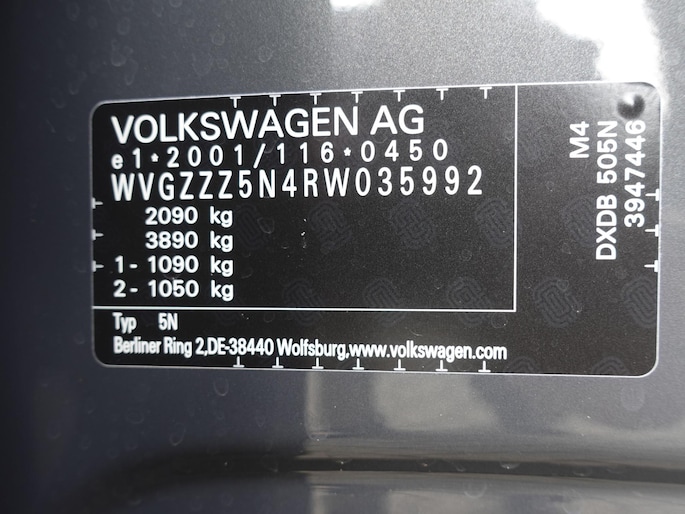 VOLKSWAGEN AG
e1*2001/116*0450
WVGZZZ5N4RW035992
2090 kg
3890 kg
1- 1090 kg
2- 1050 kg
Typ 5N
Berliner Ring 2,DE-38440 Wolfsburg,www.volkswagen.com
M4
DXDB 505N
3947446